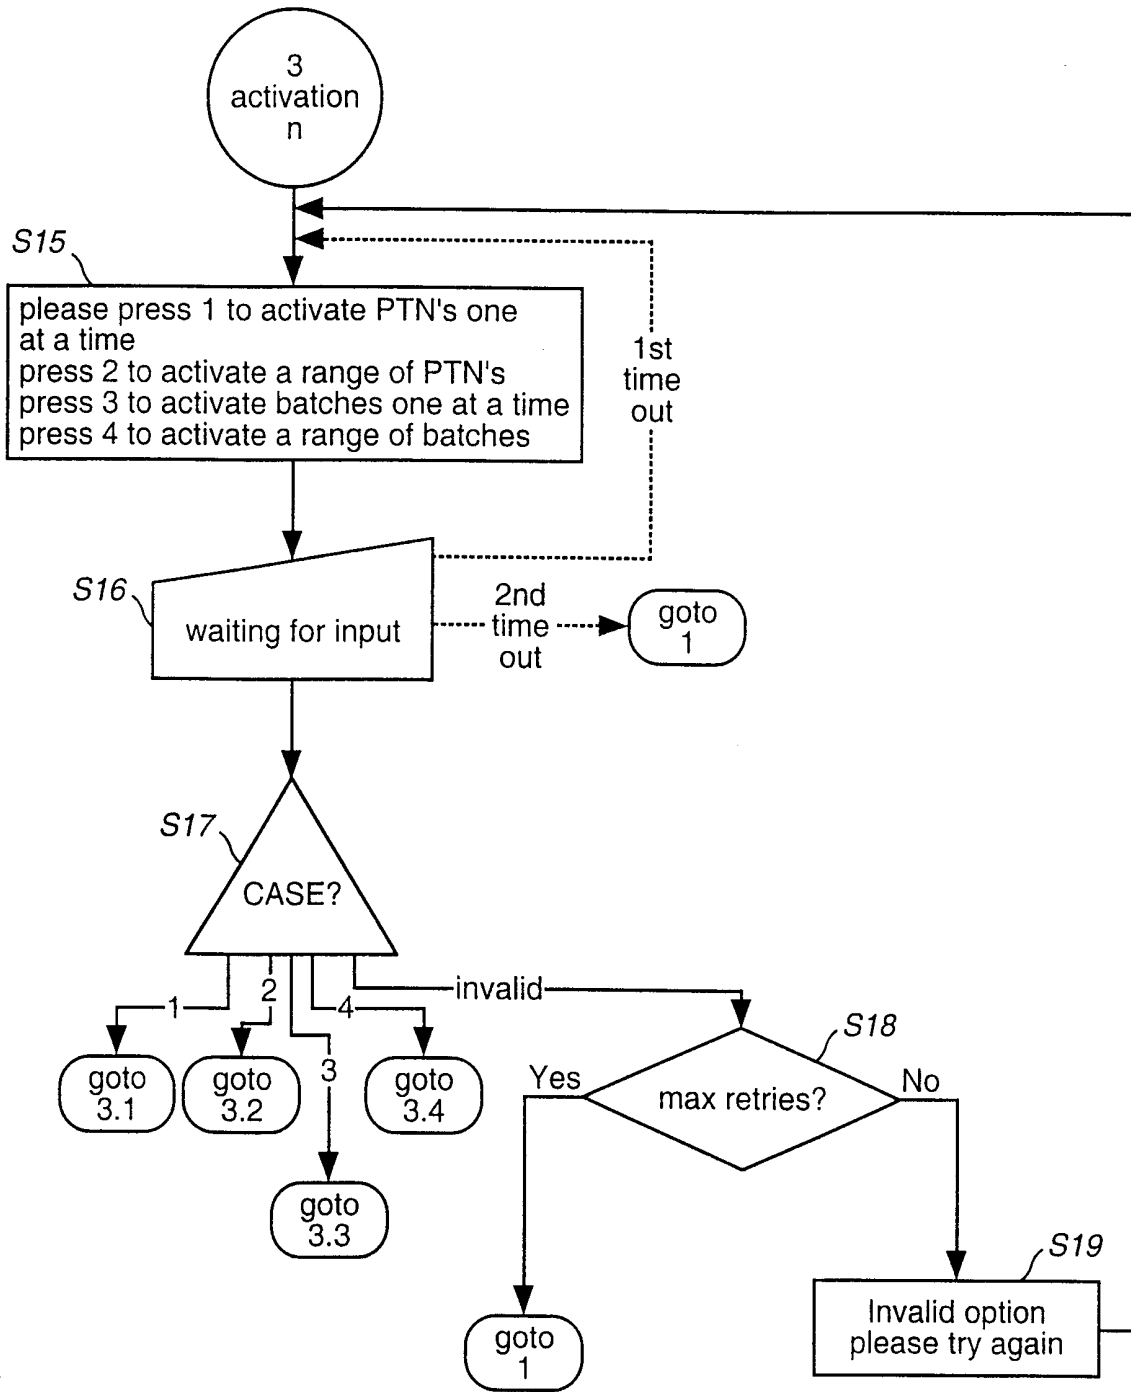 3
activation
n
S15
please press 1 to activate PTN's one
at a time
press 2 to activate a range of PTN's
press 3 to activate batches one at a time
press 4 to activate a range of batches
1st
time
out
S16
waiting for input
2nd
time
out
goto
1
S17
CASE?
1
2
3
4
invalid
goto
3.1
goto
3.2
goto
3.3
goto
3.4
S18
max retries?
Yes
No
goto
1
S19
Invalid option
please try again